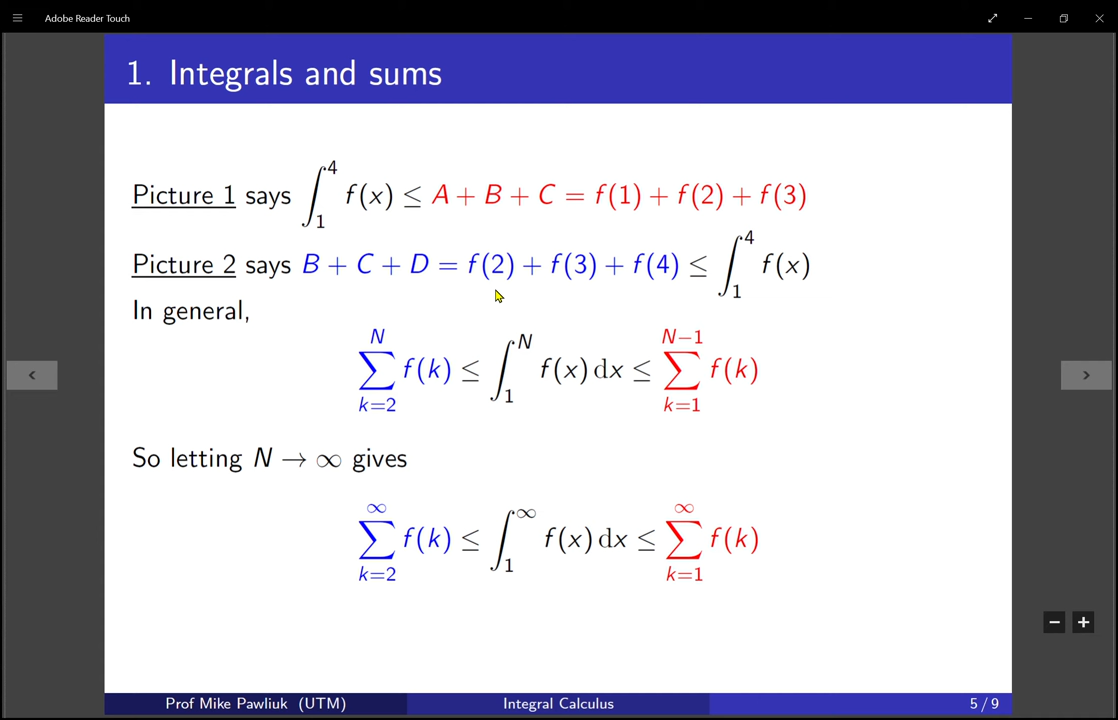 Adobe Reader Touch
1. Integrals and sums
Picture 1 says ∫₁⁴ f(x) ≤ A + B + C = f(1) + f(2) + f(3)
Picture 2 says B + C + D = f(2) + f(3) + f(4) ≤ ∫₁⁴ f(x)
In general,
∑_{k=2}^{N} f(k) ≤ ∫_{1}^{N} f(x) dx ≤ ∑_{k=1}^{N−1} f(k)
So letting N → ∞ gives
∑_{k=2}^{∞} f(k) ≤ ∫_{1}^{∞} f(x) dx ≤ ∑_{k=1}^{∞} f(k)
Prof Mike Pawliuk (UTM) Integral Calculus 5 / 9